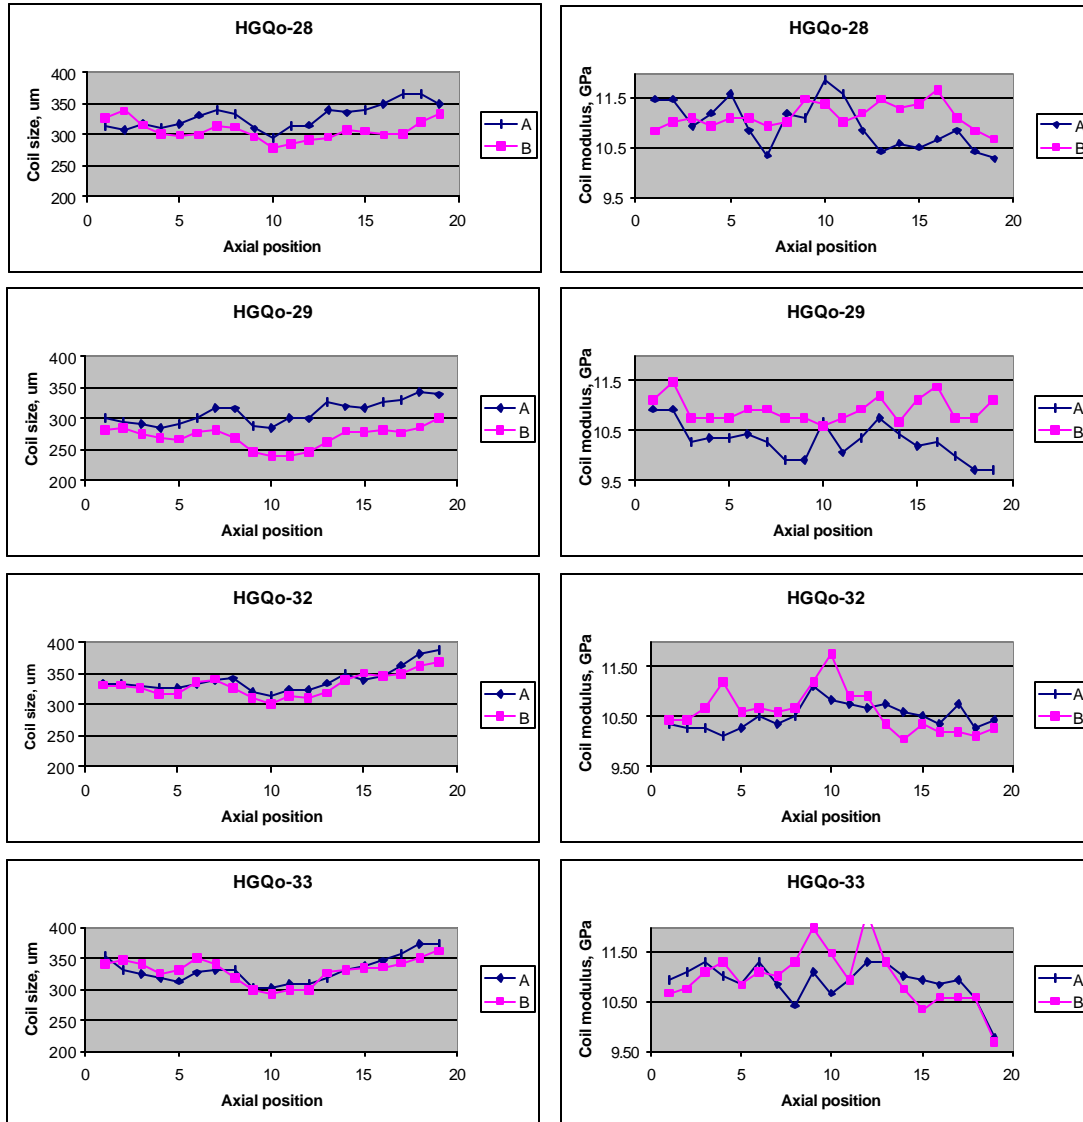 HGQo-28
400
350
300
250
200
Coil size, um
0 5 10 15 20
Axial position
A
B
HGQo-28
11.5
10.5
9.5
Coil modulus, GPa
0 5 10 15 20
Axial position
A
B
HGQo-29
400
350
300
250
200
Coil size, um
0 5 10 15 20
Axial position
A
B
HGQo-29
11.5
10.5
9.5
Coil modulus, GPa
0 5 10 15 20
Axial position
A
B
HGQo-32
400
350
300
250
200
Coil size, um
0 5 10 15 20
Axial position
A
B
HGQo-32
11.50
10.50
9.50
Coil modulus, GPa
0 5 10 15 20
Axial position
A
B
HGQo-33
400
350
300
250
200
Coil size, um
0 5 10 15 20
Axial position
A
B
HGQo-33
11.50
10.50
9.50
Coil modulus, GPa
0 5 10 15 20
Axial position
A
B